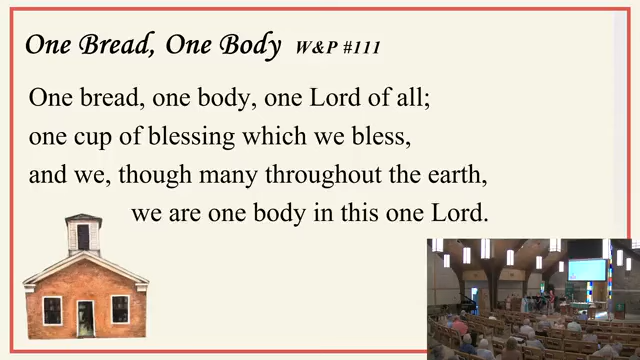 One Bread, One Body W&P #111
One bread, one body, one Lord of all;
one cup of blessing which we bless,
and we, though many throughout the earth,
we are one body in this one Lord.